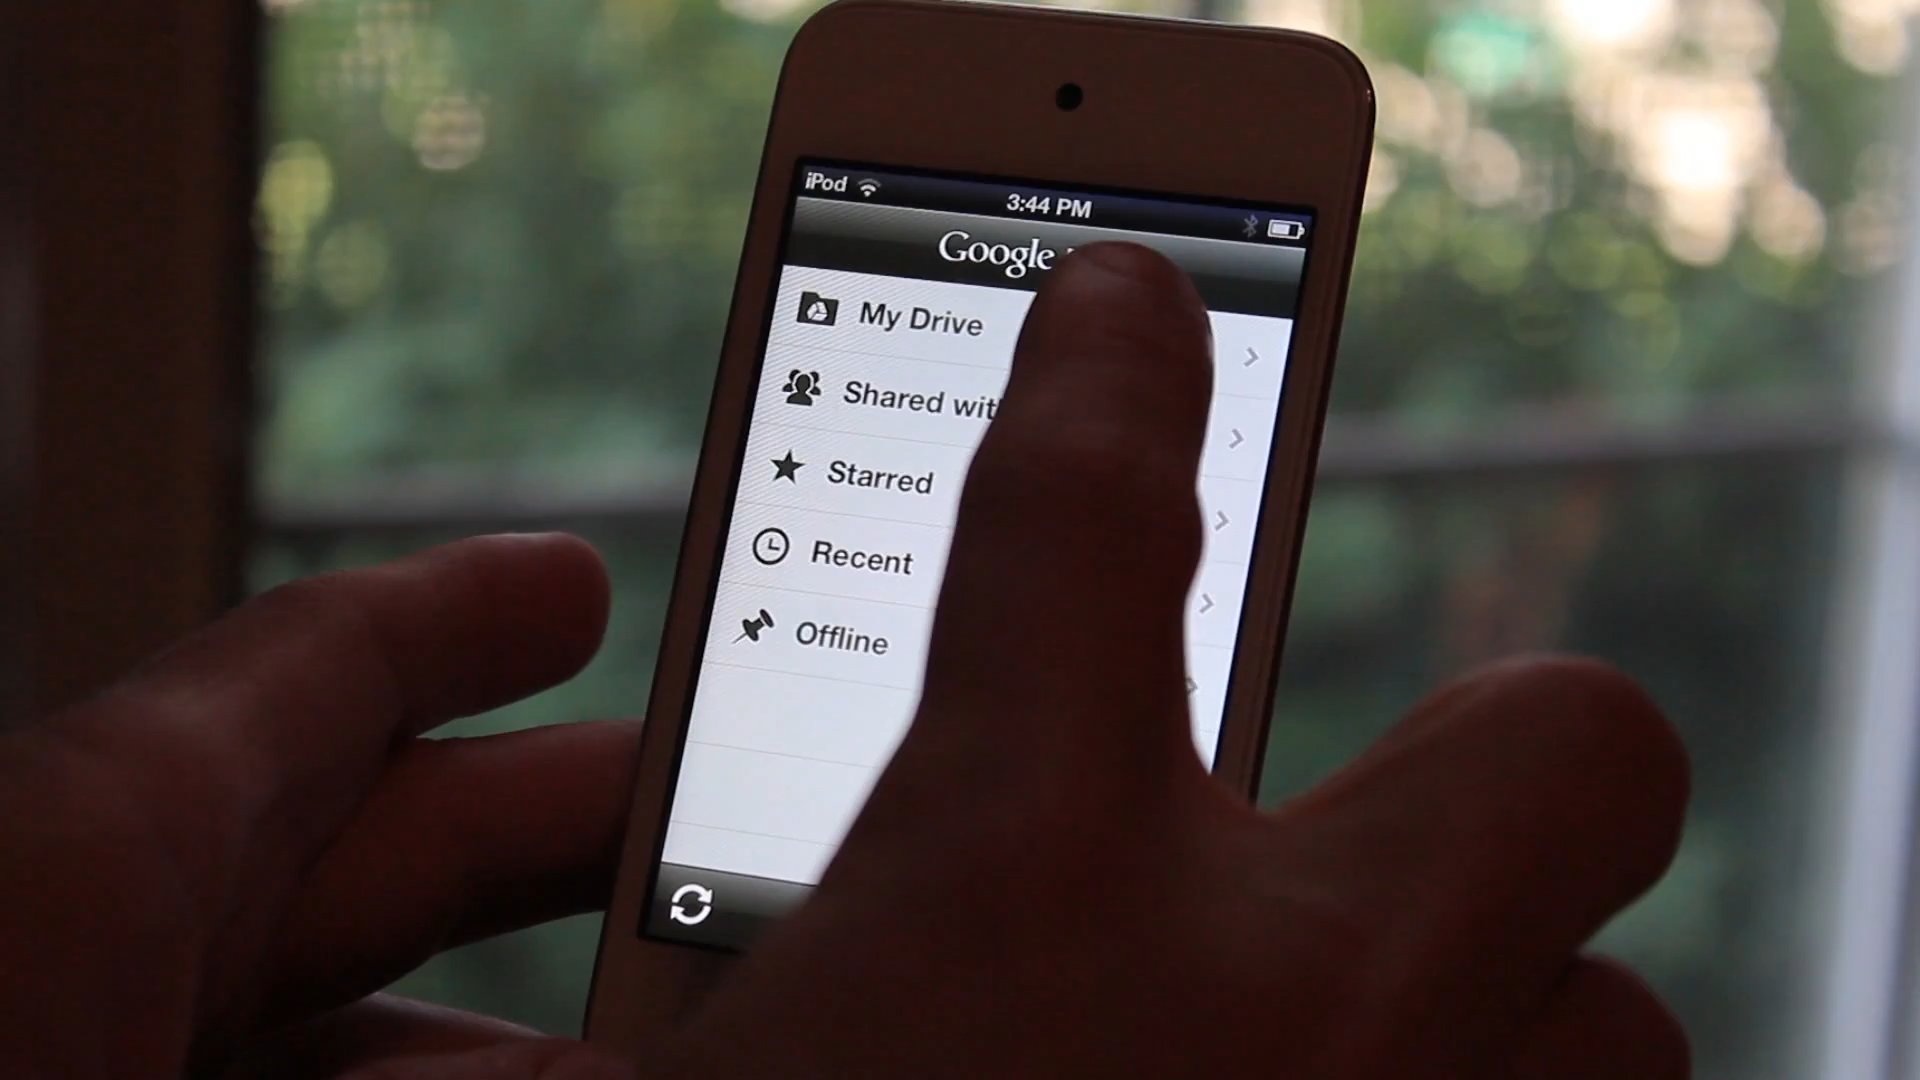 iPod
3:44 PM
Google
My Drive
Shared wit
Starred
Recent
Offline